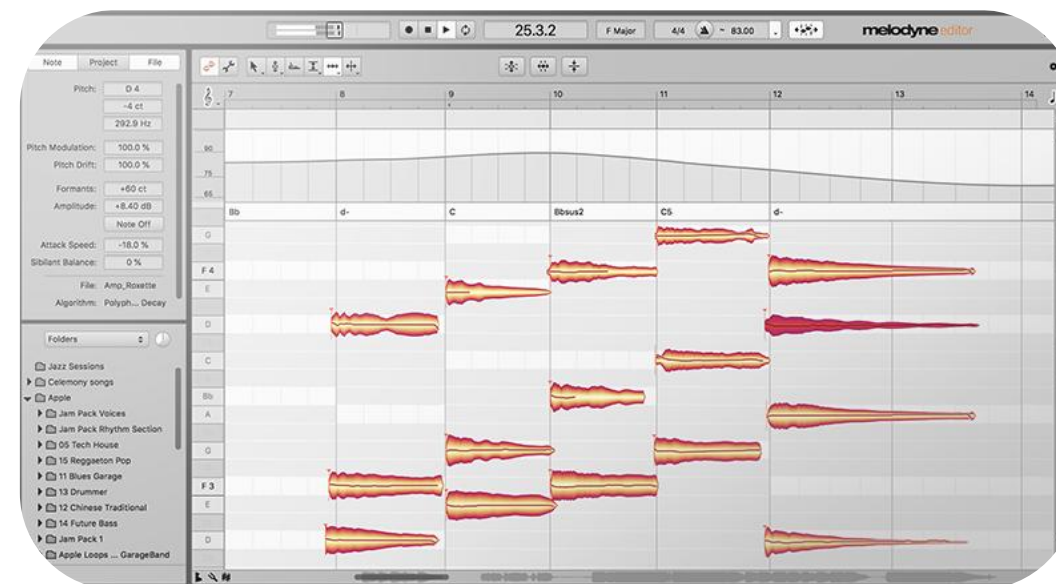 25.3.2 F Major 4/4 ~ 83.00 melodyne editor
Note Project File
Pitch: D 4
-4 ct
292.9 Hz
Pitch Modulation: 100.0 %
Pitch Drift: 100.0 %
Formants: +60 ct
Amplitude: +8.40 dB
Note Off
Attack Speed: -18.0 %
Sibilant Balance: 0 %
File: Amp_Roxette
Algorithm: Polyph... Decay
Folders
Jazz Sessions
Celemony songs
Apple
Jam Pack Voices
Jam Pack Rhythm Section
05 Tech House
15 Reggaeton Pop
11 Blues Garage
13 Drummer
12 Chinese Traditional
14 Future Bass
Jam Pack 1
Apple Loops ... GarageBand
7 8 9 10 11 12 13 14
90
75
65
Bb d- C Bbsus2 C5 d-
G
F 4
E
D
C
Bb
A
G
F 3
E
D